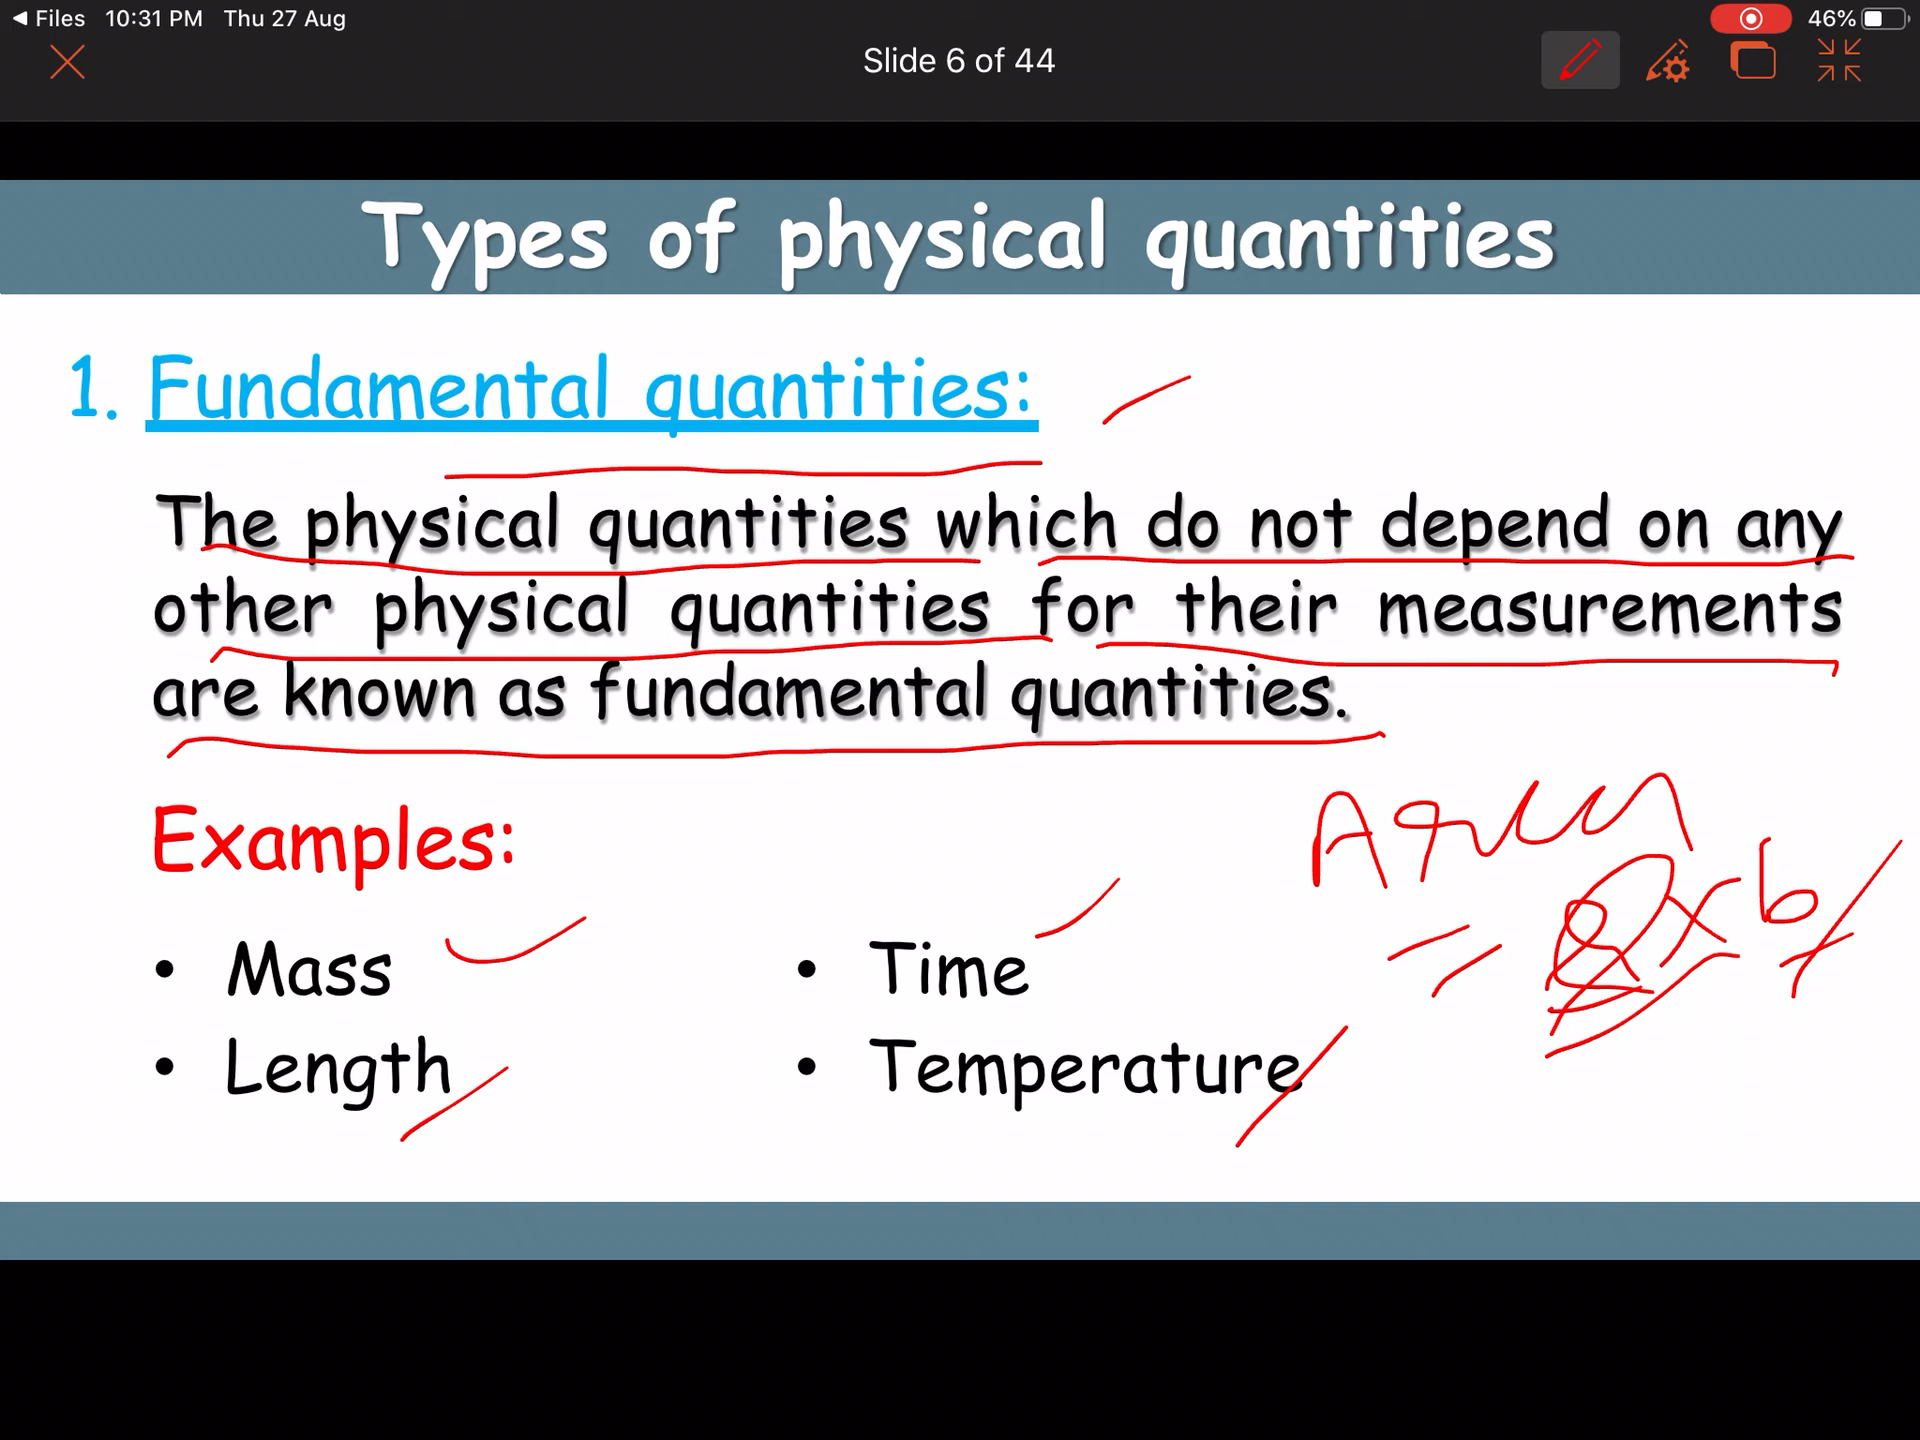 Files 10:31 PM Thu 27 Aug 46%
Slide 6 of 44
Types of physical quantities
1. Fundamental quantities:
The physical quantities which do not depend on any
other physical quantities for their measurements
are known as fundamental quantities.
Examples:
Area
= l x b
• Mass
• Time
• Length
• Temperature